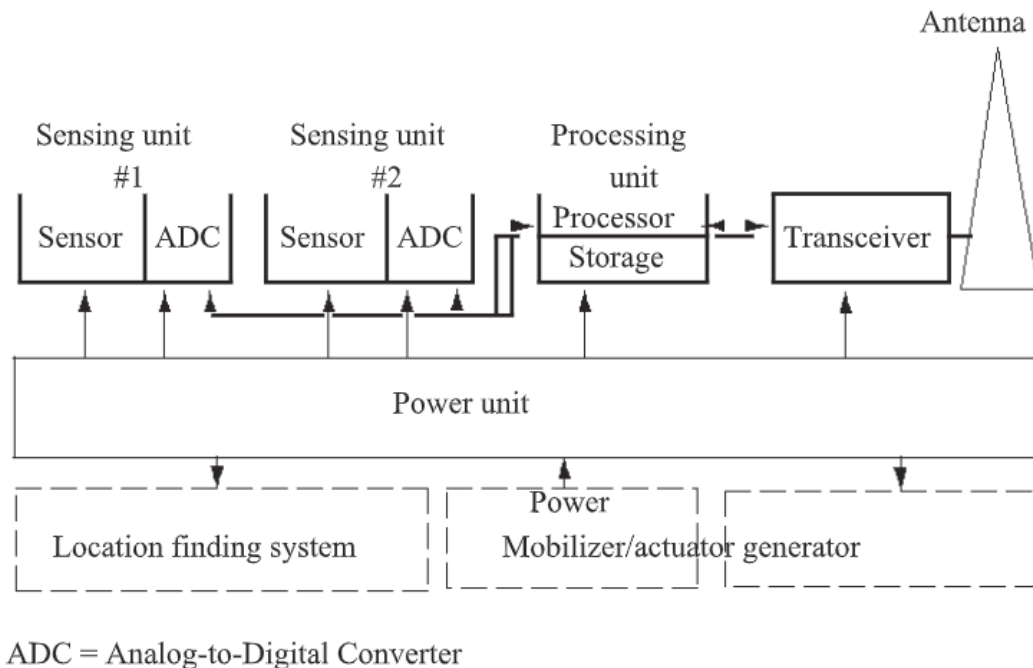 Antenna
Sensing unit
#1
Sensing unit
#2
Processing
unit
Sensor
ADC
Sensor
ADC
Processor
Storage
Transceiver
Power unit
Location finding system
Power
Mobilizer/actuator generator
ADC = Analog-to-Digital Converter